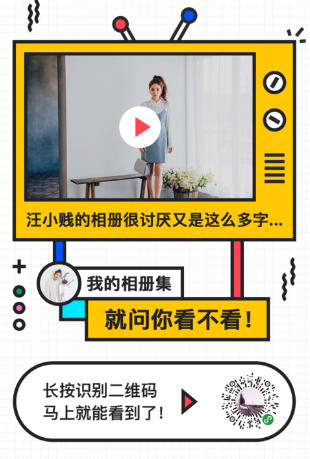 汪小贱的相册很讨厌又是这么多字...
我的相册集
就问你看不看！
长按识别二维码
马上就能看到了！